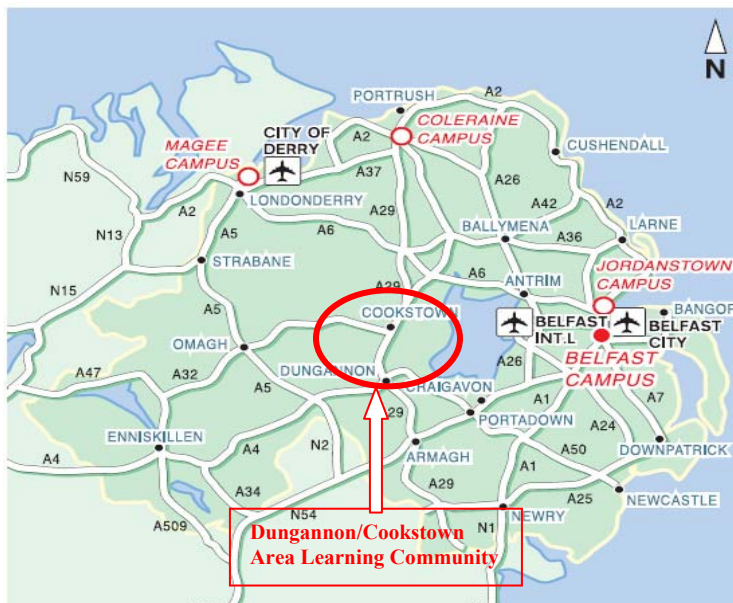 N
A2
PORTRUSH
COLERAINE
CAMPUS
CITY OF
DERRY
MAGEE
CAMPUS
A2
CUSHENDALL
N59
A37
A26
LONDONDERRY
A29
A42
A2
A2
N13
A5
A6
BALLYMENA
A36
LARNE
STRABANE
A6
ANTRIM
JORDANSTOWN
CAMPUS
N15
A29
BANGOR
A5
COOKSTOWN
BELFAST
INT.L
BELFAST
CITY
OMAGH
A26
BELFAST
CAMPUS
A47
A32
DUNGANNON
CRAIGAVON
A5
A1
A7
29
PORTADOWN
A24
ENNISKILLEN
A4
N2
ARMAGH
A50
DOWNPATRICK
A4
A1
A34
A29
A25
NEWCASTLE
A509
N54
NEWRY
N1
Dungannon/Cookstown
Area Learning Community